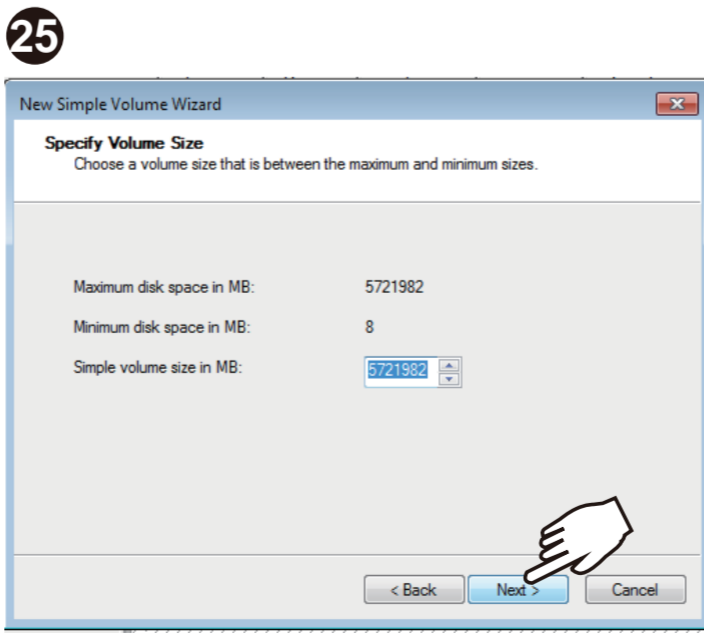 25
New Simple Volume Wizard
Specify Volume Size
Choose a volume size that is between the maximum and minimum sizes.
Maximum disk space in MB: 5721982
Minimum disk space in MB: 8
Simple volume size in MB: 5721982
< Back Next > Cancel